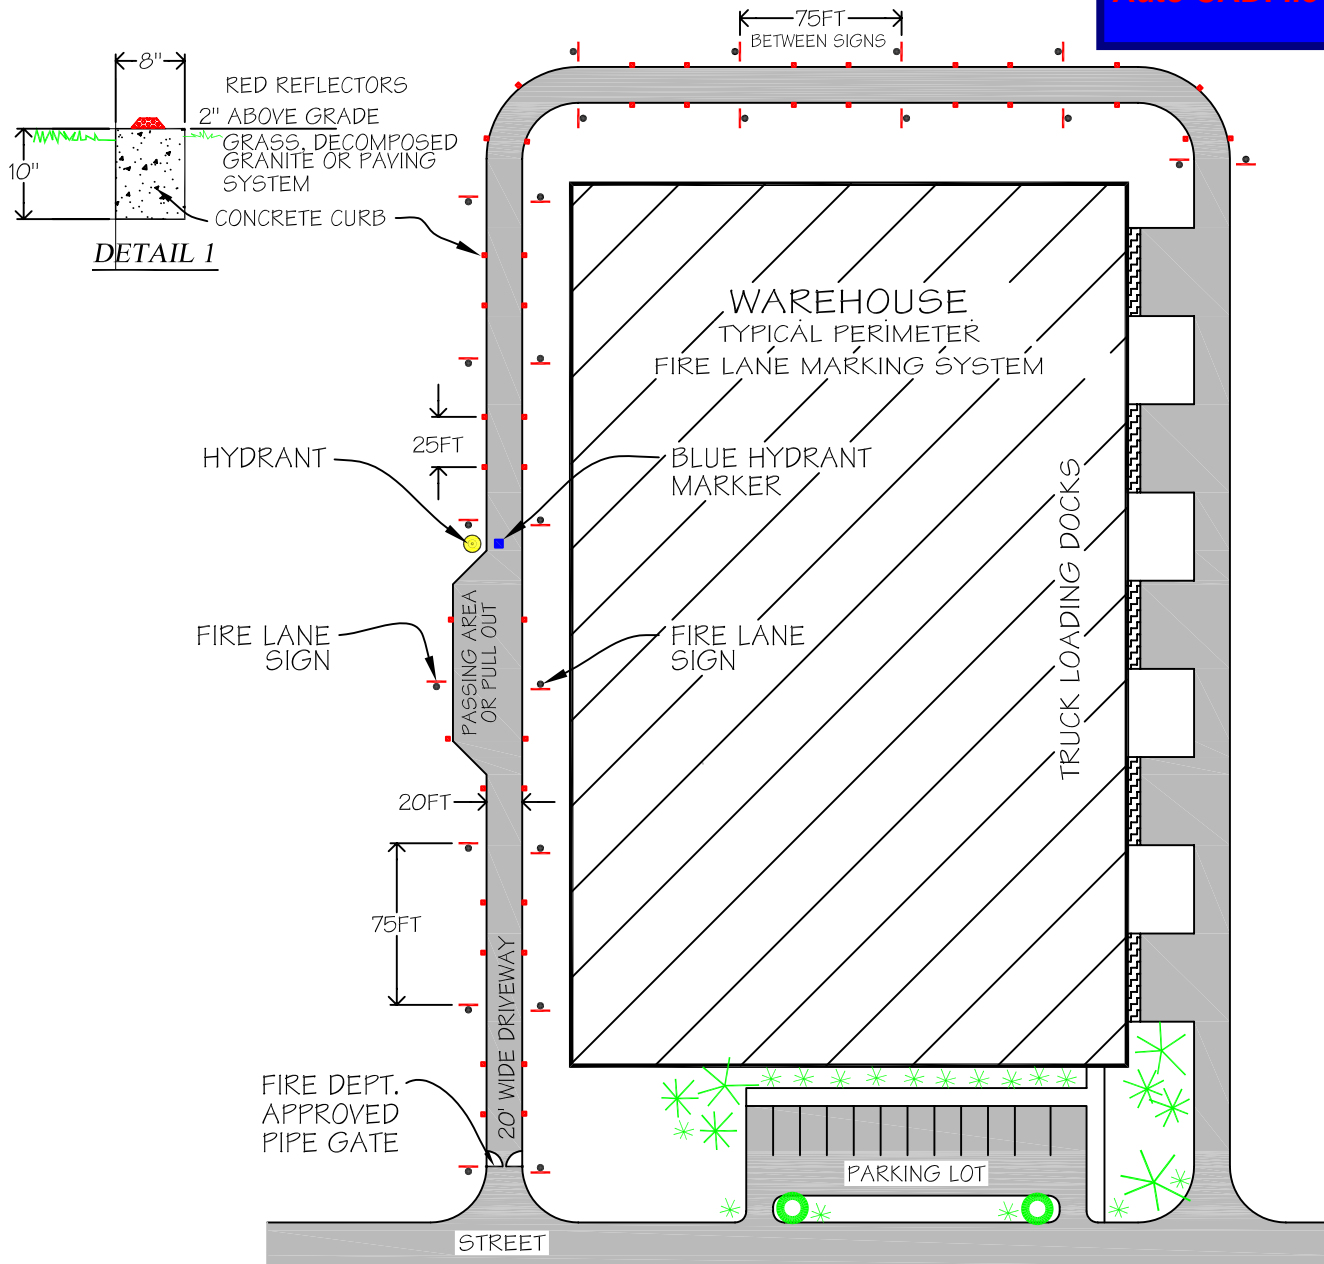 75FT
BETWEEN SIGNS
8"
RED REFLECTORS
2" ABOVE GRADE
GRASS, DECOMPOSED
GRANITE OR PAVING
SYSTEM
10"
CONCRETE CURB
DETAIL 1
WAREHOUSE
TYPICAL PERIMETER
FIRE LANE MARKING SYSTEM
25FT
HYDRANT
BLUE HYDRANT
MARKER
TRUCK LOADING DOCKS
PASSING AREA
OR PULL OUT
FIRE LANE
SIGN
FIRE LANE
SIGN
20FT
75FT
20' WIDE DRIVEWAY
FIRE DEPT.
APPROVED
PIPE GATE
PARKING LOT
STREET